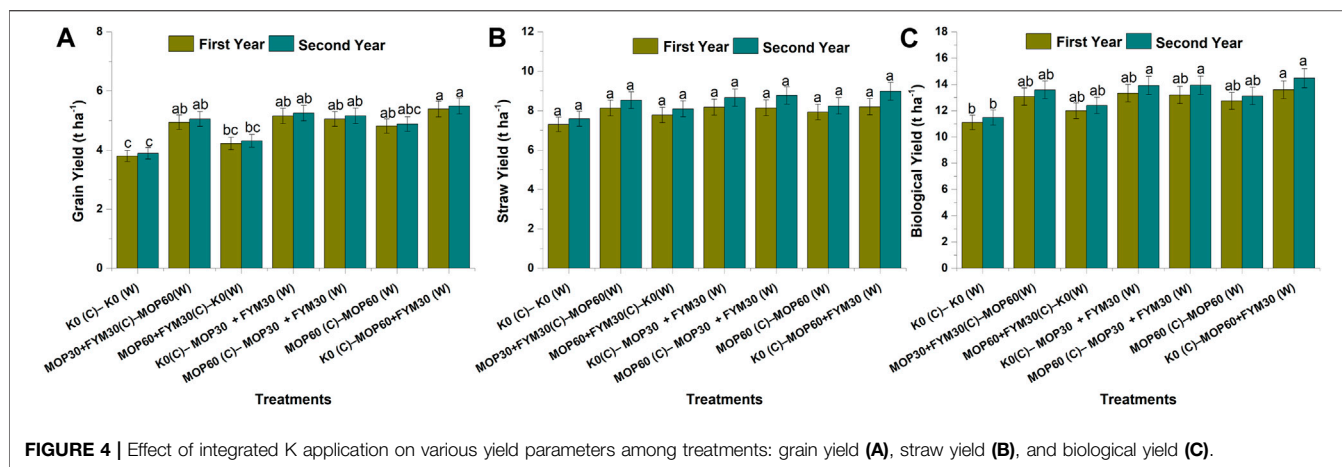 A
First Year Second Year
Grain Yield (t ha⁻¹)
8
6
4
2
0
c c ab ab bc bc ab ab ab ab ab abc a a
K0 (C)– K0 (W)
MOP30+FYM30(C)–MOP60(W)
MOP60+FYM30(C)–K0(W)
K0(C)– MOP30 + FYM30 (W)
MOP60 (C)– MOP30 + FYM30 (W)
MOP60 (C)–MOP60 (W)
K0 (C)–MOP60+FYM30 (W)
Treatments
B
First Year Second Year
Straw Yield (t ha⁻¹)
12
10
8
6
4
2
0
a a a a a a a a a a a a a a
K0 (C)– K0 (W)
MOP30+FYM30(C)–MOP60(W)
MOP60+FYM30(C)–K0(W)
K0(C)– MOP30 + FYM30 (W)
MOP60 (C)– MOP30 + FYM30 (W)
MOP60 (C)–MOP60 (W)
K0 (C)–MOP60+FYM30 (W)
Treatments
C
First Year Second Year
Biological Yield (t ha⁻¹)
18
16
14
12
10
8
6
4
2
0
b b ab ab ab ab ab a ab a ab ab a a
K0 (C)– K0 (W)
MOP30+FYM30(C)–MOP60(W)
MOP60+FYM30(C)–K0(W)
K0(C)– MOP30 + FYM30 (W)
MOP60 (C)– MOP30 + FYM30 (W)
MOP60 (C)–MOP60 (W)
K0 (C)–MOP60+FYM30 (W)
Treatments
FIGURE 4 | Effect of integrated K application on various yield parameters among treatments: grain yield (A), straw yield (B), and biological yield (C).